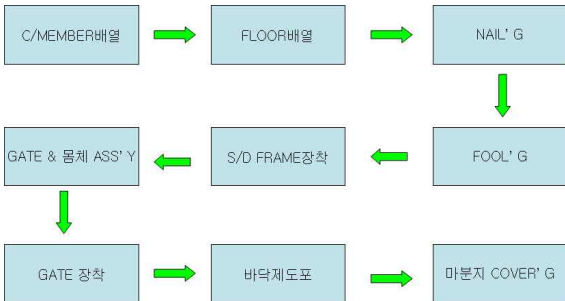 C/MEMBER배열
FLOOR배열
NAIL' G
GATE & 몸체 ASS' Y
S/D FRAME장착
FOOL' G
GATE 장착
바닥제도포
마분지 COVER' G